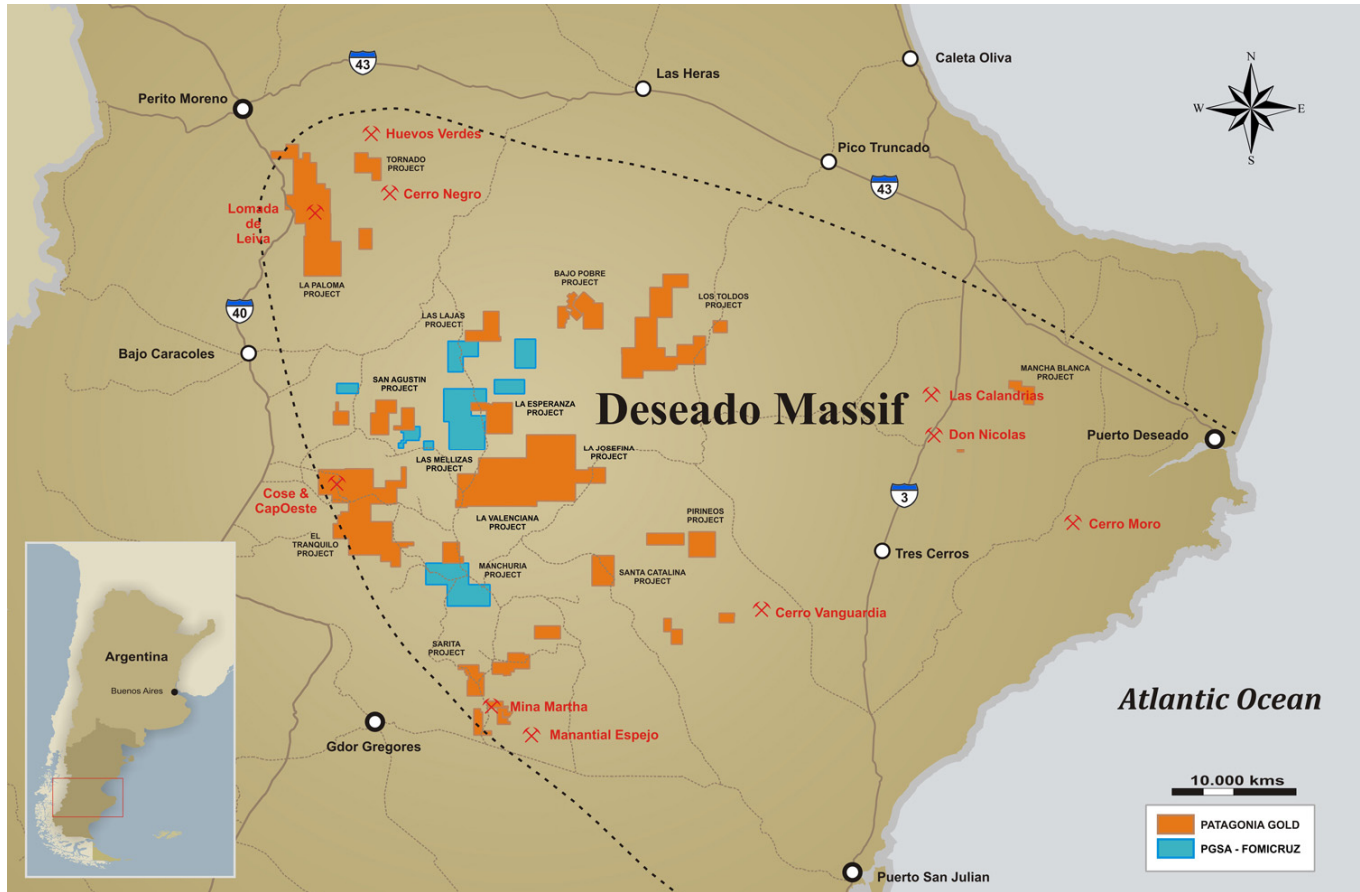 43
Las Heras
Caleta Oliva
N
W
E
S
Perito Moreno
Huevos Verdes
TORNADO
PROJECT
Cerro Negro
Pico Truncado
43
Lomada
de
Leiva
LA PALOMA
PROJECT
40
BAJO POBRE
PROJECT
LOS TOLDOS
PROJECT
LAS LAJAS
PROJECT
Bajo Caracoles
SAN AGUSTIN
PROJECT
MANCHA BLANCA
PROJECT
Deseado Massif
Las Calandrias
LA ESPERANZA
PROJECT
Don Nicolas
Puerto Deseado
LAS MELLIZAS
PROJECT
LA JOSEFINA
PROJECT
Cose &
CapOeste
3
LA VALENCIANA
PROJECT
PIRINEOS
PROJECT
Cerro Moro
EL
TRANQUILO
PROJECT
Tres Cerros
MANCHURIA
PROJECT
SANTA CATALINA
PROJECT
Cerro Vanguardia
SARITA
PROJECT
Argentina
Buenos Aires
Mina Martha
Manantial Espejo
Gdor Gregores
Atlantic Ocean
10.000 kms
PATAGONIA GOLD
PGSA - FOMICRUZ
Puerto San Julian